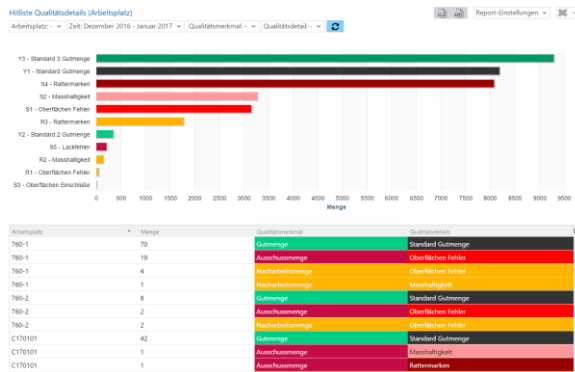 Hitliste Qualitätsdetails (Arbeitsplatz)
Report-Einstellungen
Arbeitsplatz: - Zeit: Dezember 2016 - Januar 2017 Qualitätsmerkmal: - Qualitätsdetail: -
Y3 - Standard 3 Gutmenge
Y1 - Standard Gutmenge
S4 - Rattermarken
S2 - Masshaltigkeit
S1 - Oberflächen Fehler
R3 - Rattermarken
Y2 - Standard 2 Gutmenge
S5 - Lackfehler
R2 - Masshaltigkeit
R1 - Oberflächen Fehler
S3 - Oberflächen Einschlüße
0 500 1000 1500 2000 2500 3000 3500 4000 4500 5000 5500 6000 6500 7000 7500 8000 8500 9000 9500
Menge
Arbeitsplatz Menge Qualitätsmerkmal Qualitätsdetails
760-1 70 Gutmenge Standard Gutmenge
760-1 19 Ausschussmenge Oberflächen Fehler
760-1 4 Nacharbeitsmenge Oberflächen Fehler
760-1 1 Nacharbeitsmenge Masshaltigkeit
760-2 8 Gutmenge Standard Gutmenge
760-2 2 Ausschussmenge Oberflächen Fehler
760-2 2 Nacharbeitsmenge Oberflächen Fehler
C170101 42 Gutmenge Standard Gutmenge
C170101 1 Ausschussmenge Masshaltigkeit
C170101 1 Ausschussmenge Rattermarken